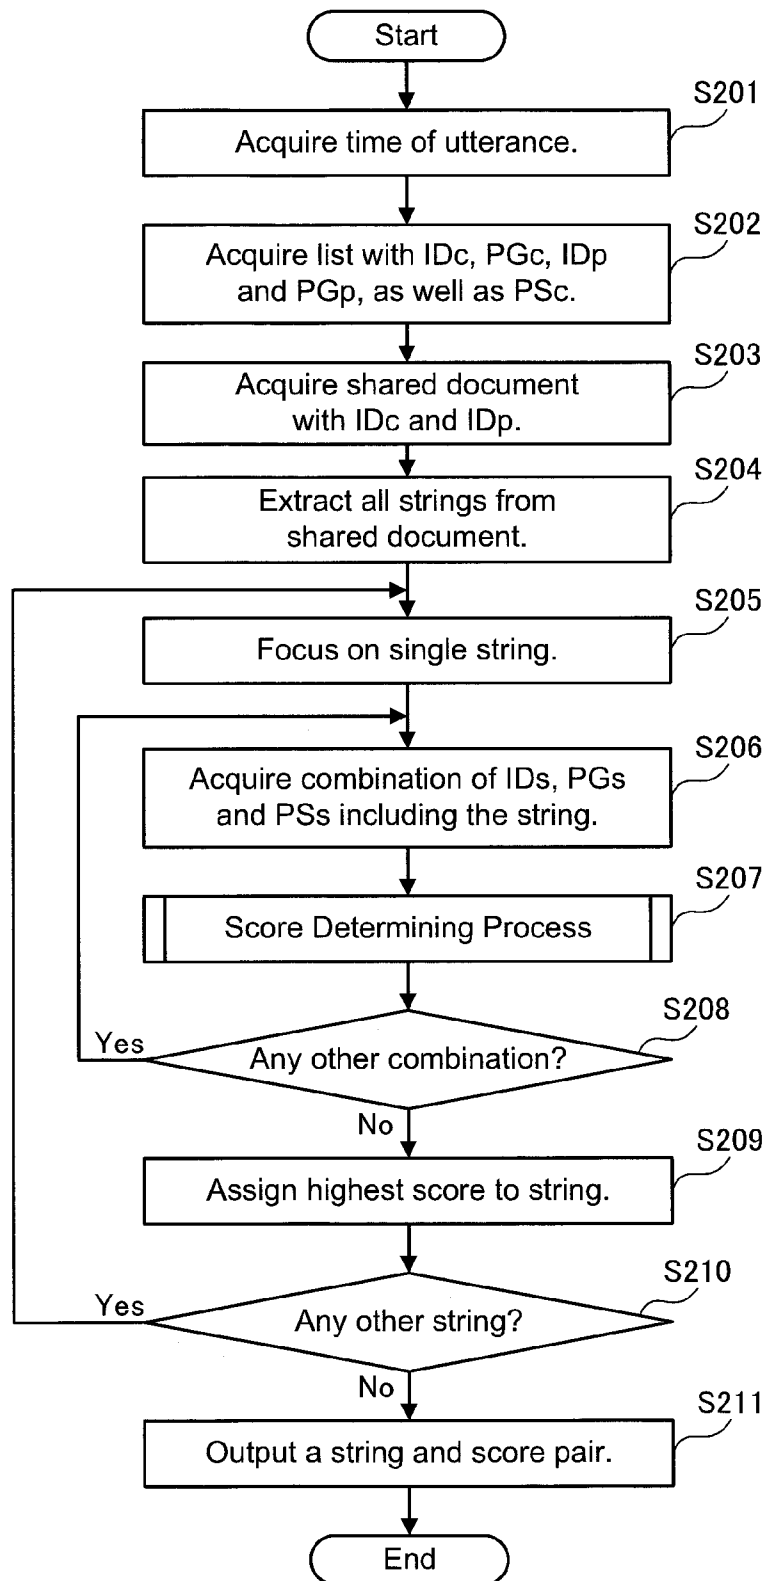 Start
S201
Acquire time of utterance.
S202
Acquire list with IDc, PGc, IDp
and PGp, as well as PSc.
S203
Acquire shared document
with IDc and IDp.
S204
Extract all strings from
shared document.
S205
Focus on single string.
S206
Acquire combination of IDs, PGs
and PSs including the string.
S207
Score Determining Process
S208
Yes
Any other combination?
No
S209
Assign highest score to string.
S210
Yes
Any other string?
No
S211
Output a string and score pair.
End